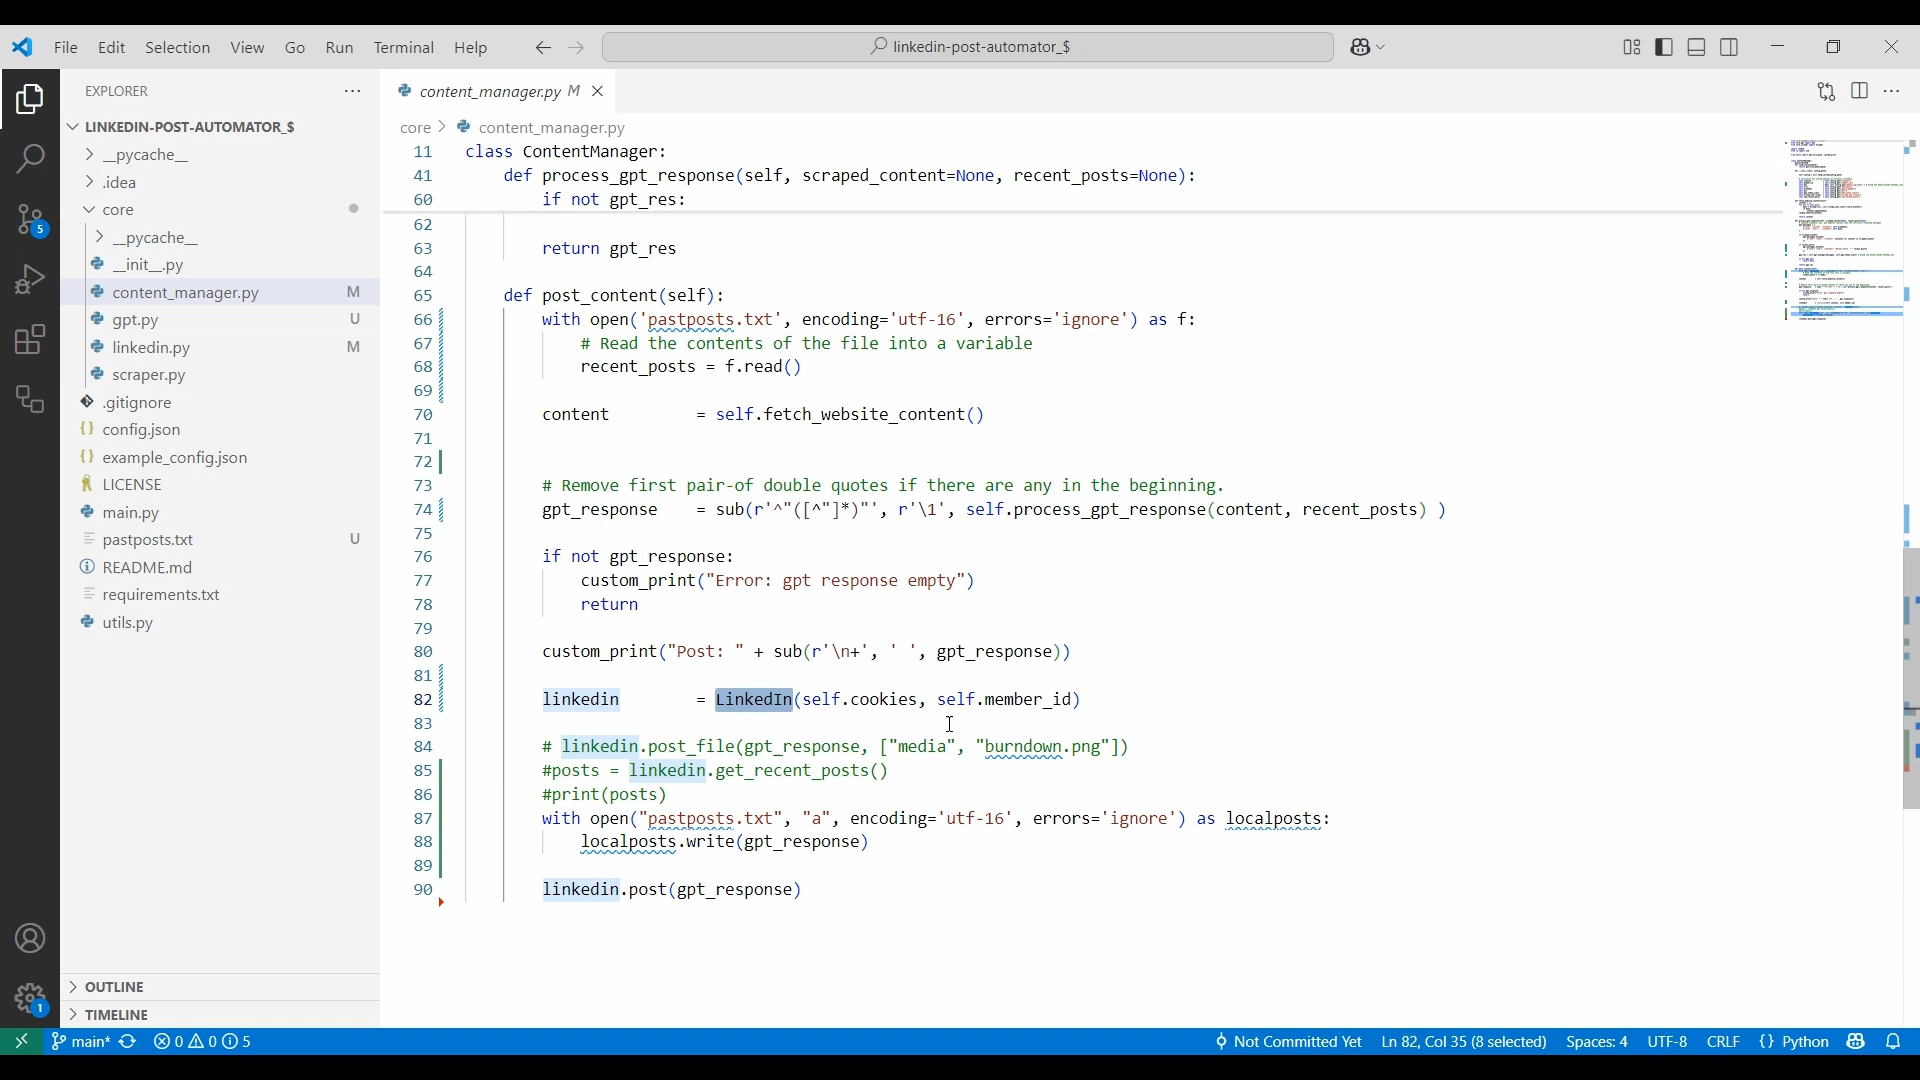 File Edit Selection View Go Run Terminal Help
linkedin-post-automator_$
EXPLORER
content_manager.py M
LINKEDIN-POST-AUTOMATOR_$
__pycache__
.idea
core
__pycache__
__init__.py
content_manager.py M
gpt.py U
linkedin.py M
scraper.py
.gitignore
config.json
example_config.json
LICENSE
main.py
pastposts.txt U
README.md
requirements.txt
utils.py
OUTLINE
TIMELINE
5
1
core > content_manager.py
11 class ContentManager:
41 def process_gpt_response(self, scraped_content=None, recent_posts=None):
60 if not gpt_res:
62
63 return gpt_res
64
65 def post_content(self):
66 with open('pastposts.txt', encoding='utf-16', errors='ignore') as f:
67 # Read the contents of the file into a variable
68 recent_posts = f.read()
69
70 content = self.fetch_website_content()
71
72
73 # Remove first pair-of double quotes if there are any in the beginning.
74 gpt_response = sub(r'^"([^"]*)"', r'\1', self.process_gpt_response(content, recent_posts) )
75
76 if not gpt_response:
77 custom_print("Error: gpt response empty")
78 return
79
80 custom_print("Post: " + sub(r'\n+', ' ', gpt_response))
81
82 linkedin = LinkedIn(self.cookies, self.member_id)
83
84 # linkedin.post_file(gpt_response, ["media", "burndown.png"])
85 #posts = linkedin.get_recent_posts()
86 #print(posts)
87 with open("pastposts.txt", "a", encoding='utf-16', errors='ignore') as localposts:
88 localposts.write(gpt_response)
89
90 linkedin.post(gpt_response)
main* 0 0 5 Not Committed Yet Ln 82, Col 35 (8 selected) Spaces: 4 UTF-8 CRLF {} Python